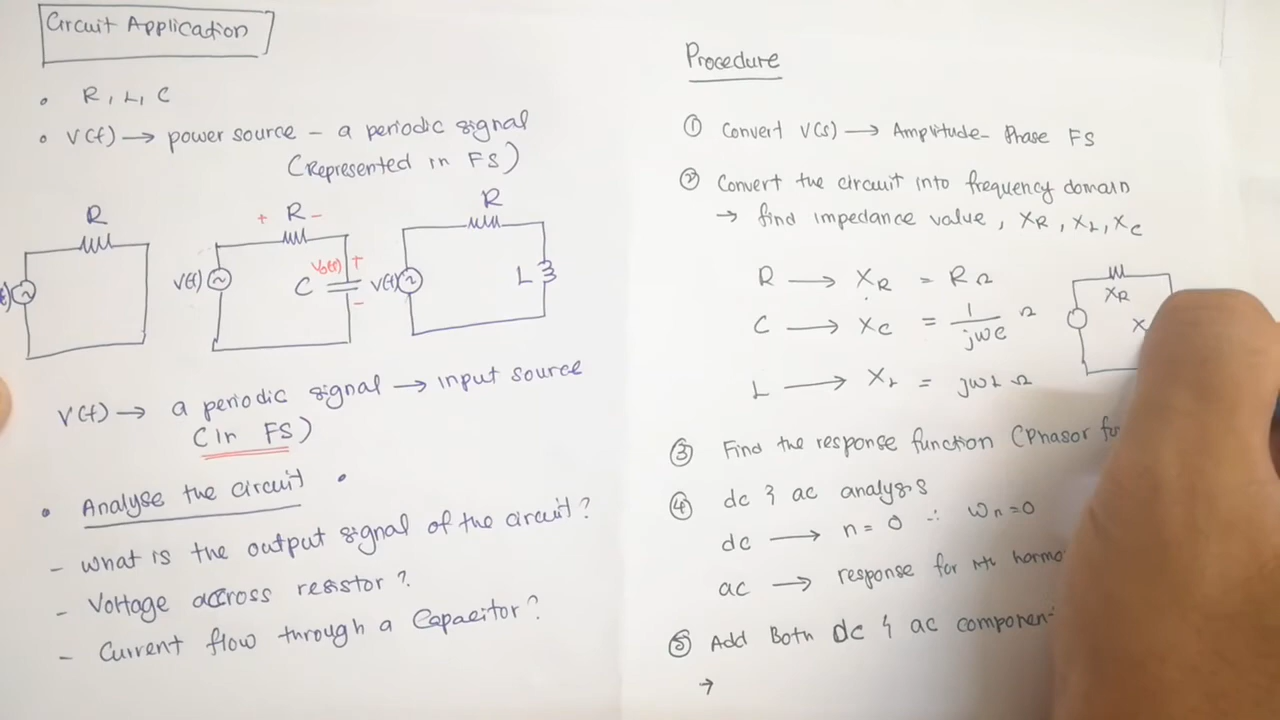 Circuit Application
• R, L, C
• V(t) → power source - a periodic signal
(Represented in FS)
R
+ R -
V(t)
C
Vo(t) +
-
R
V(t)
L
V(t) → a periodic signal → input source
(in FS)
• Analyse the circuit •
- What is the output signal of the circuit?
- Voltage across resistor?
- Current flow through a Capacitor?
Procedure
① Convert V(s) → Amplitude- Phase FS
② Convert the circuit into frequency domain
→ find impedance value, XR, XL, XC
R → XR = R Ω
C → XC = 1/jωC Ω
L → XL = jωL Ω
XR
X
③ Find the response function (Phasor
④ dc & ac analysis
dc → n = 0 ∴ ωn = 0
ac → response for nth
⑤ Add Both dc & ac
→